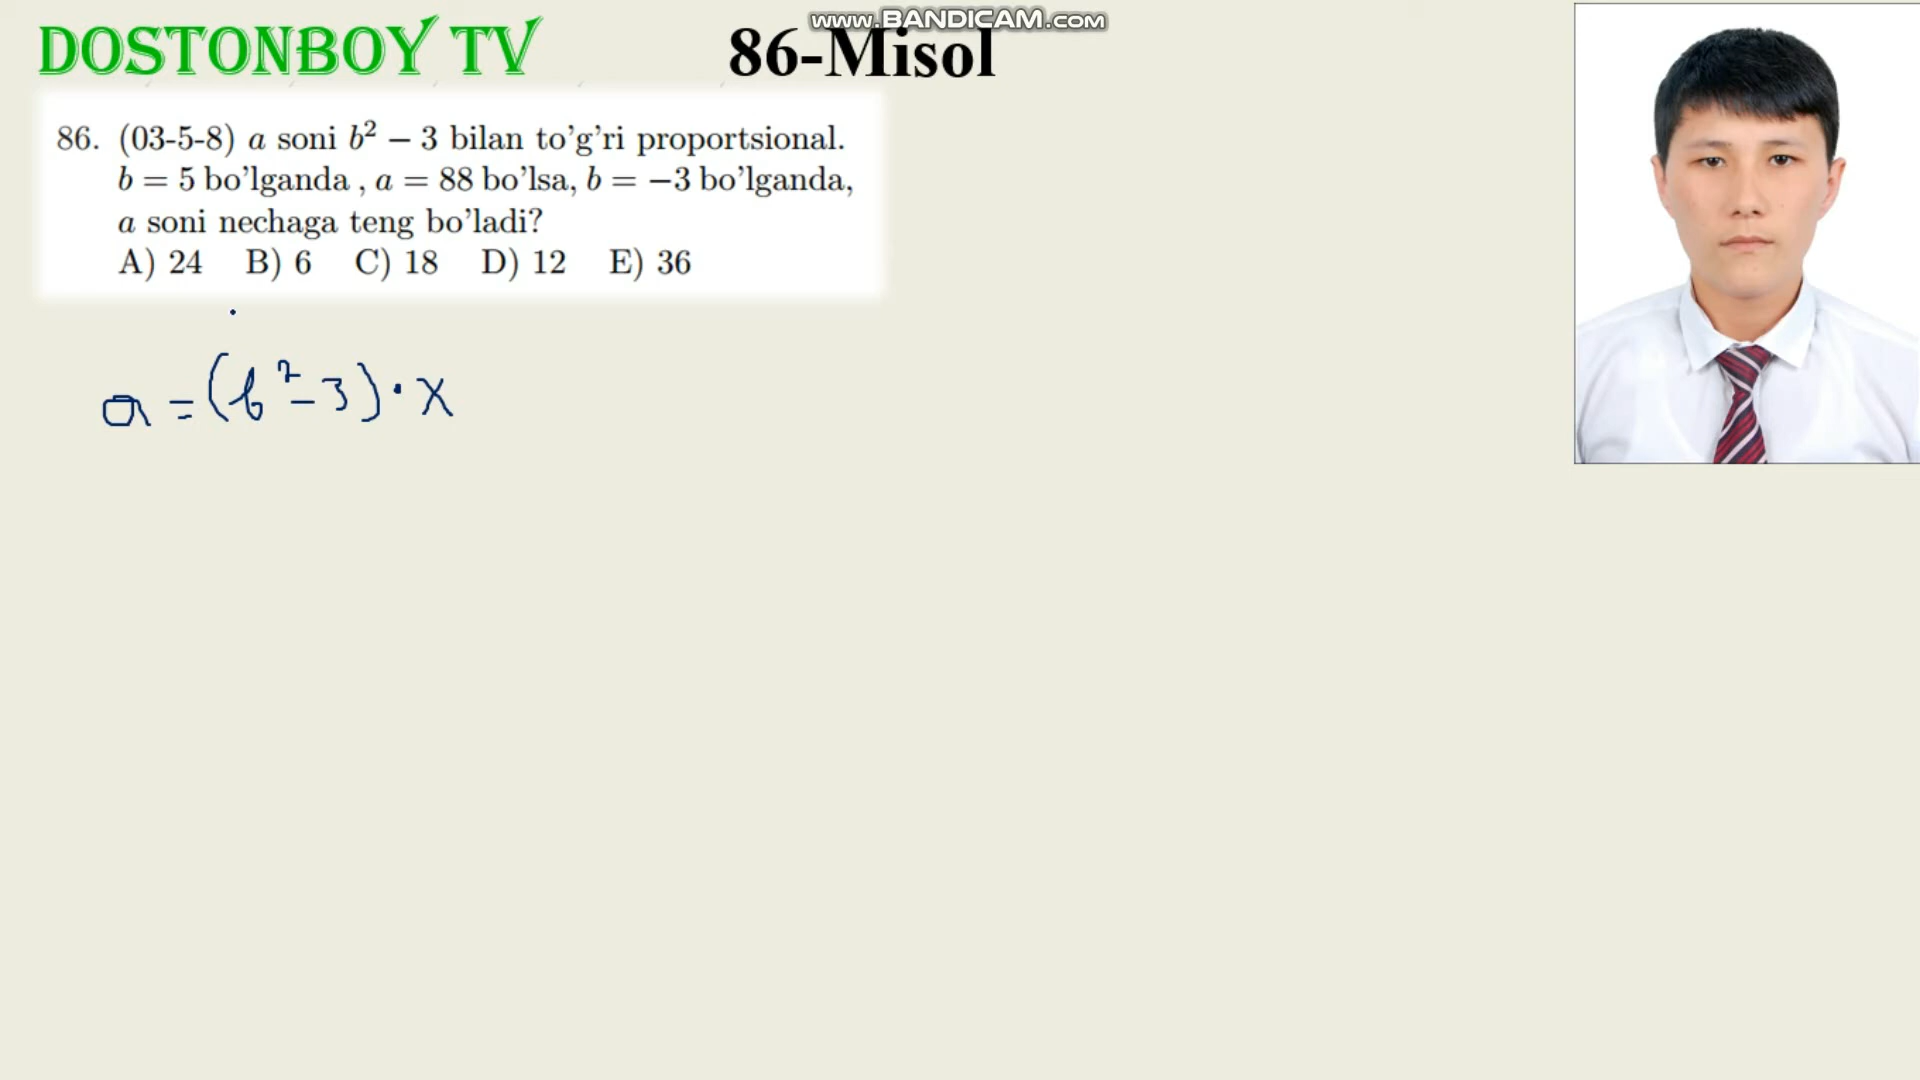 www.BANDICAM.com
DOSTONBOY TV
86-Misol
86. (03-5-8) a soni b² − 3 bilan to’g’ri proportsional.
b = 5 bo’lganda , a = 88 bo’lsa, b = −3 bo’lganda,
a soni nechaga teng bo’ladi?
A) 24 B) 6 C) 18 D) 12 E) 36
a = (b² − 3) · x